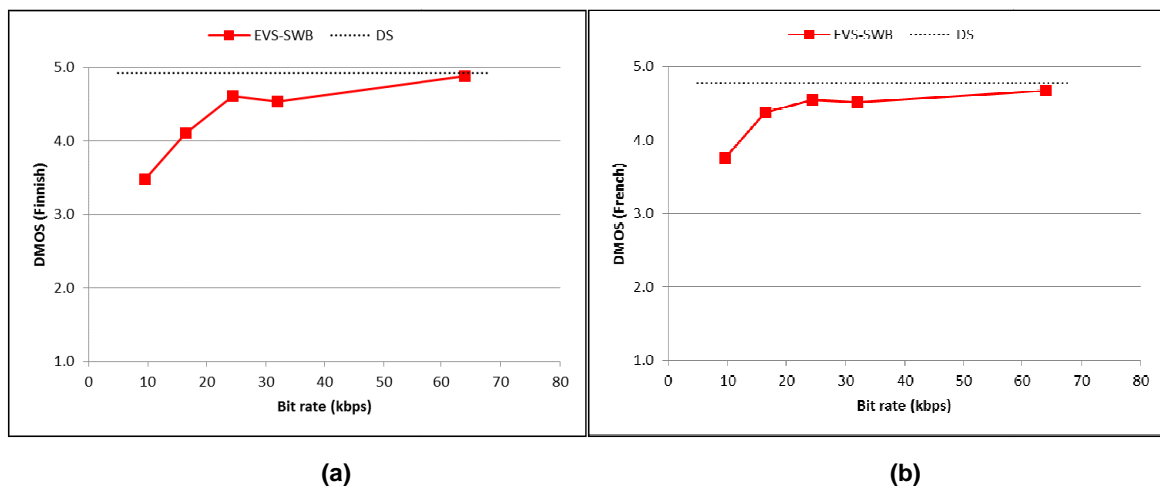 EVS-SWB DS
5.0
4.0
3.0
2.0
1.0
DMOS (Finnish)
0 10 20 30 40 50 60 70 80
Bit rate (kbps)
(a)
EVS-SWB DS
5.0
4.0
3.0
2.0
1.0
DMOS (French)
0 10 20 30 40 50 60 70 80
Bit rate (kbps)
(b)